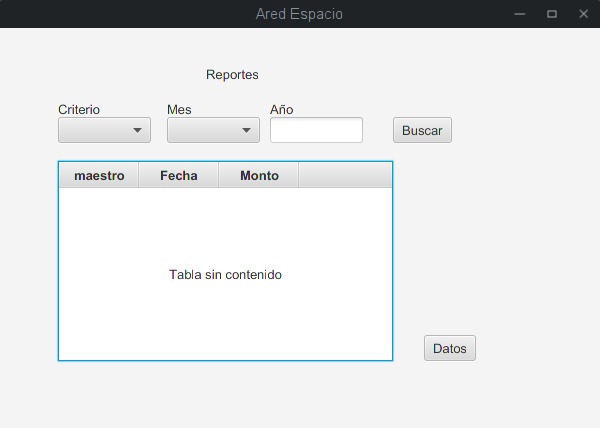 Ared Espacio
Reportes
Criterio Mes Año
Buscar
maestro Fecha Monto
Tabla sin contenido
Datos